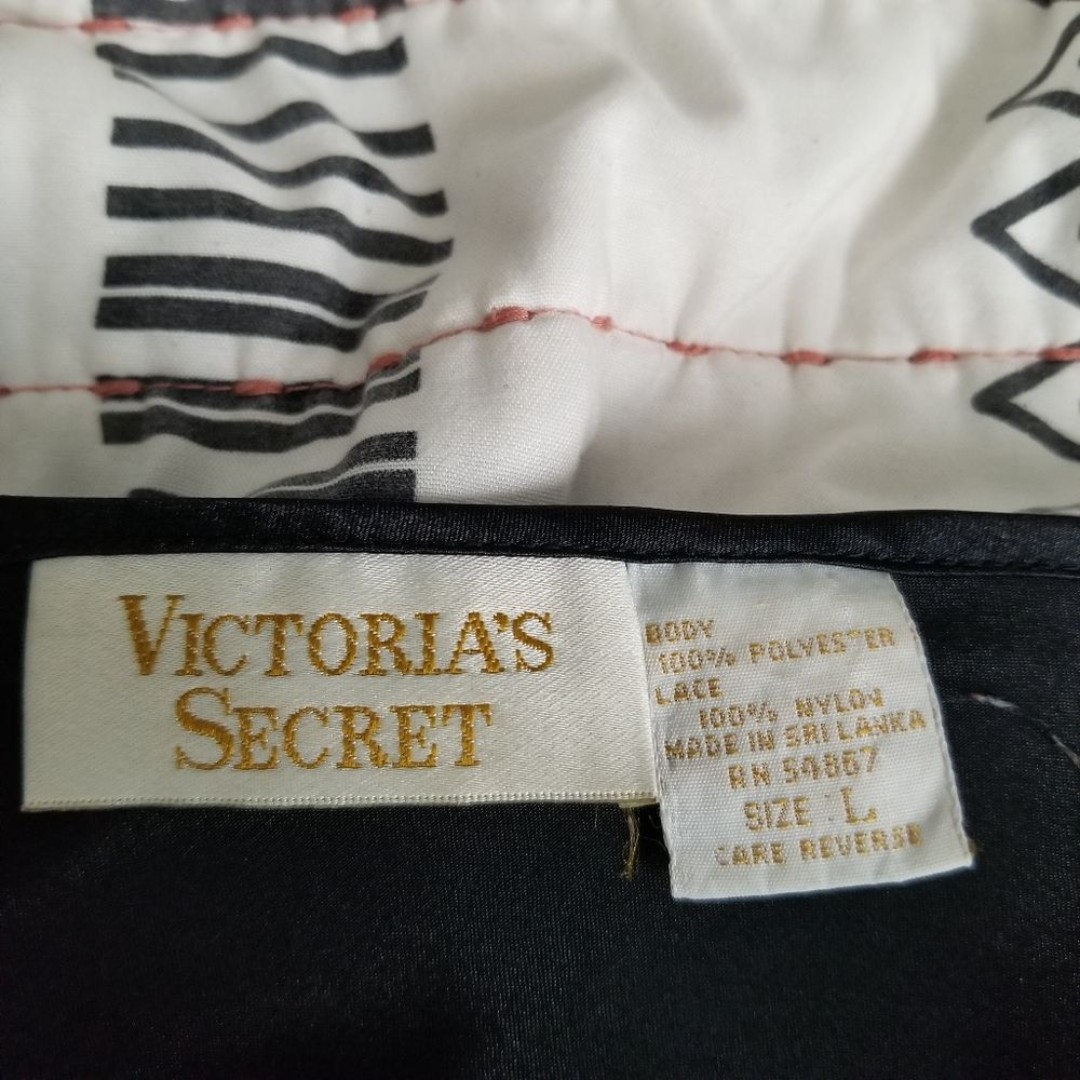 VICTORIA'S
SECRET
BODY
100% POLYESTER
LACE
100% NYLON
MADE IN SRI LANKA
RN 54867
SIZE : L
CARE REVERSE